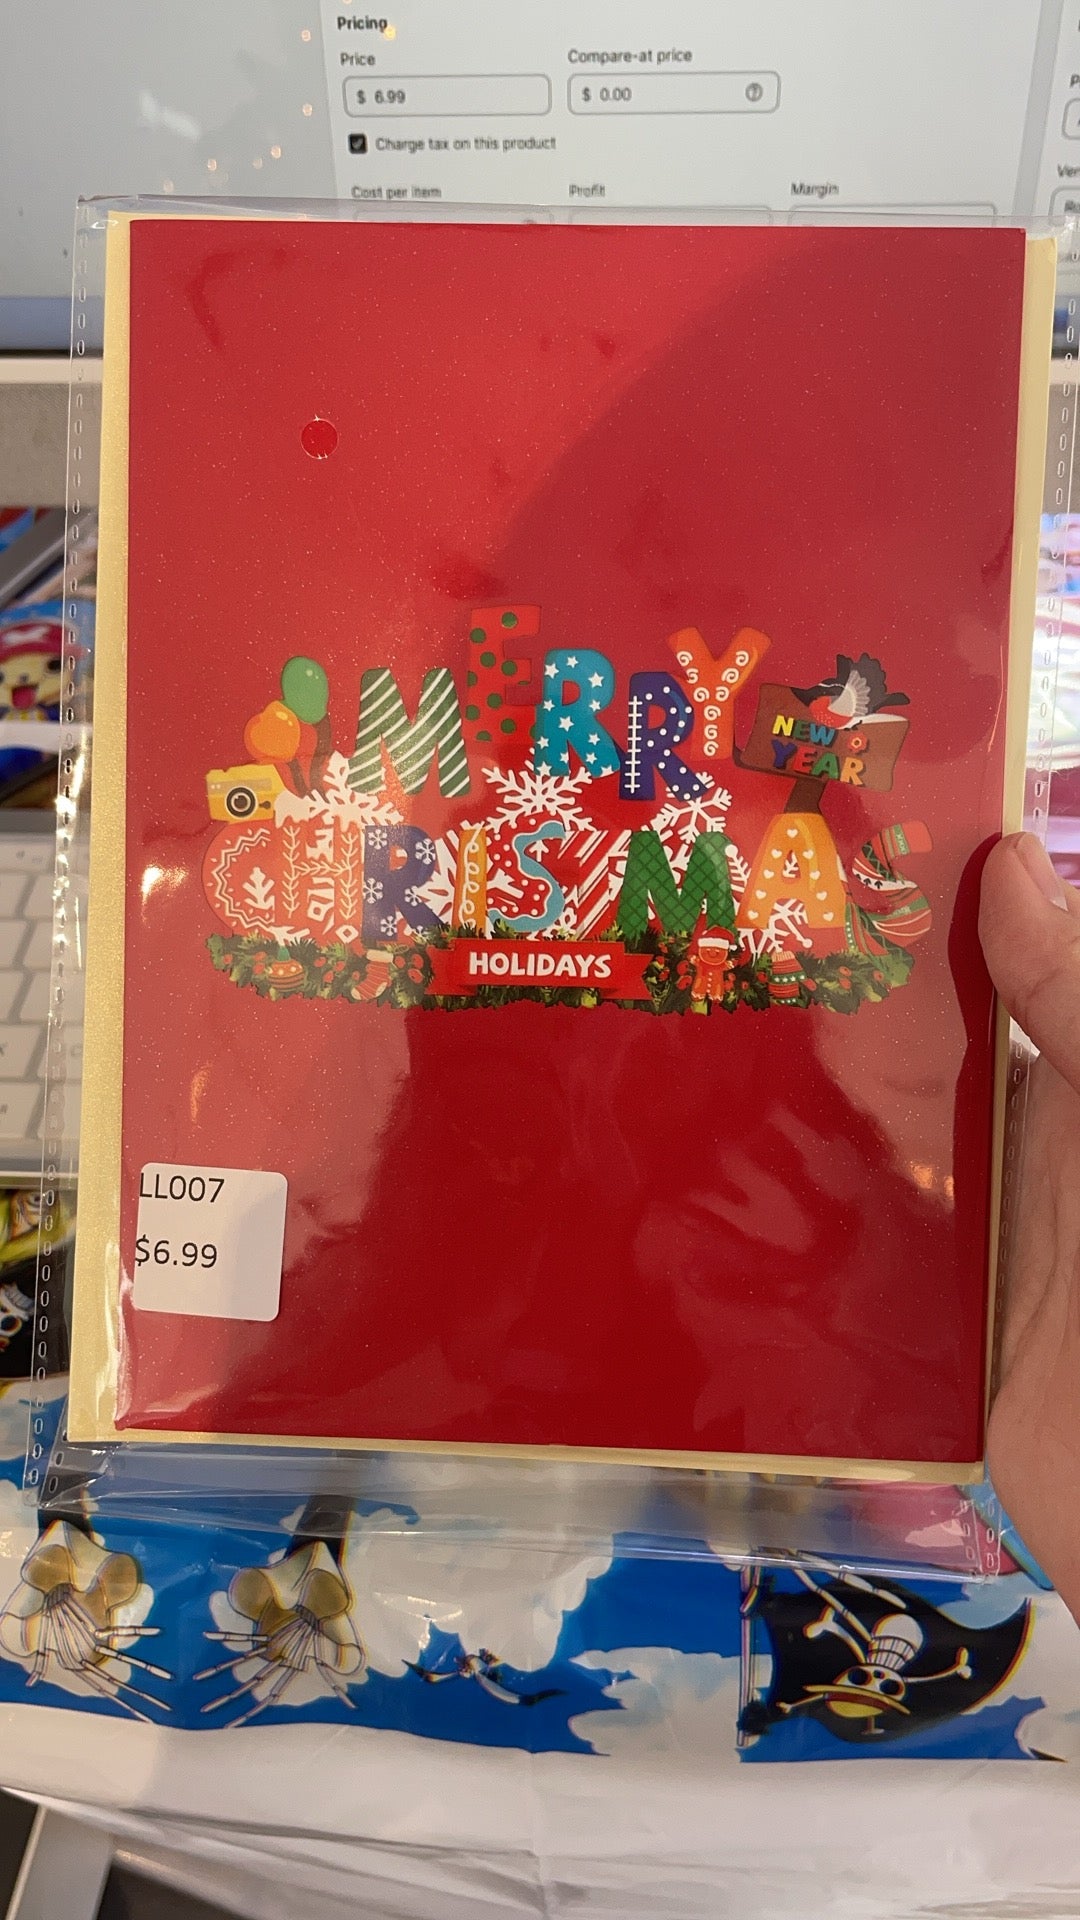 Pricing
Price
Compare-at price
$ 6.99
$ 0.00
Charge tax on this product
Cost per item
Profit
Margin
MERRY
NEW
YEAR
CHRISTMAS
HOLIDAYS
LL007
$6.99